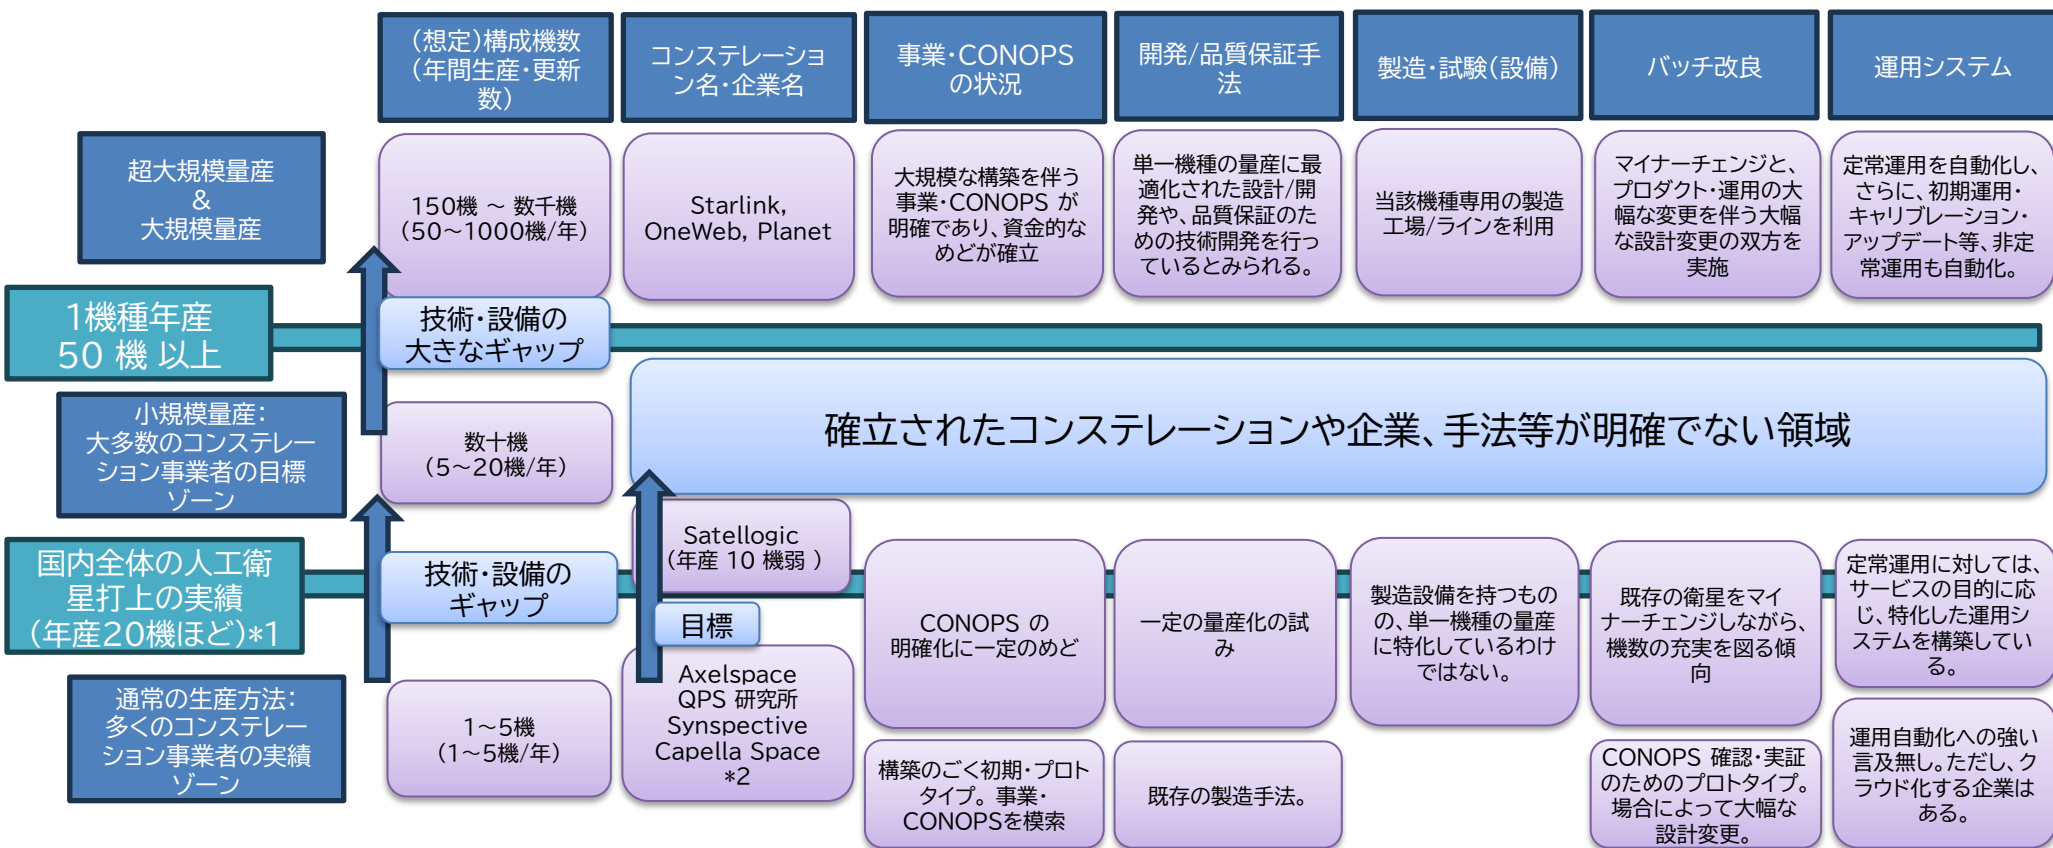 (想定)構成機数
(年間生産・更新
数)
コンステレーショ
ン名・企業名
事業・CONOPS
の状況
開発/品質保証手
法
製造・試験(設備)
バッチ改良
運用システム
超大規模量産
&
大規模量産
150機 ～ 数千機
(50～1000機/年)
Starlink,
OneWeb, Planet
大規模な構築を伴う
事業・CONOPS が
明確であり、資金的な
めどが確立
単一機種の量産に最
適化された設計/開
発や、品質保証のた
めの技術開発を行っ
ているとみられる。
当該機種専用の製造
工場/ラインを利用
マイナーチェンジと、
プロダクト・運用の大
幅な変更を伴う大幅
な設計変更の双方を
実施
定常運用を自動化し、
さらに、初期運用・
キャリブレーション・
アップデート等、非定
常運用も自動化。
1機種年産
50 機 以上
技術・設備の
大きなギャップ
小規模量産：
大多数のコンステレー
ション事業者の目標
ゾーン
数十機
(5～20機/年)
確立されたコンステレーションや企業、手法等が明確でない領域
国内全体の人工衛
星打上の実績
(年産20機ほど)*1
技術・設備の
ギャップ
Satellogic
(年産 10 機弱 )
目標
CONOPS の
明確化に一定のめど
一定の量産化の試
み
製造設備を持つもの
の、単一機種の量産
に特化しているわけ
ではない。
既存の衛星をマイ
ナーチェンジしながら、
機数の充実を図る傾
向
定常運用に対しては、
サービスの目的に応
じ、特化した運用シ
ステムを構築してい
る。
通常の生産方法：
多くのコンステレー
ション事業者の実績
ゾーン
1～5機
(1～5機/年)
Axelspace
QPS 研究所
Synspective
Capella Space
*2
構築のごく初期・プロト
タイプ。 事業・
CONOPSを模索
既存の製造手法。
CONOPS 確認・実証
のためのプロトタイプ。
場合によって大幅な
設計変更。
運用自動化への強い
言及無し。ただし、ク
ラウド化する企業は
ある。